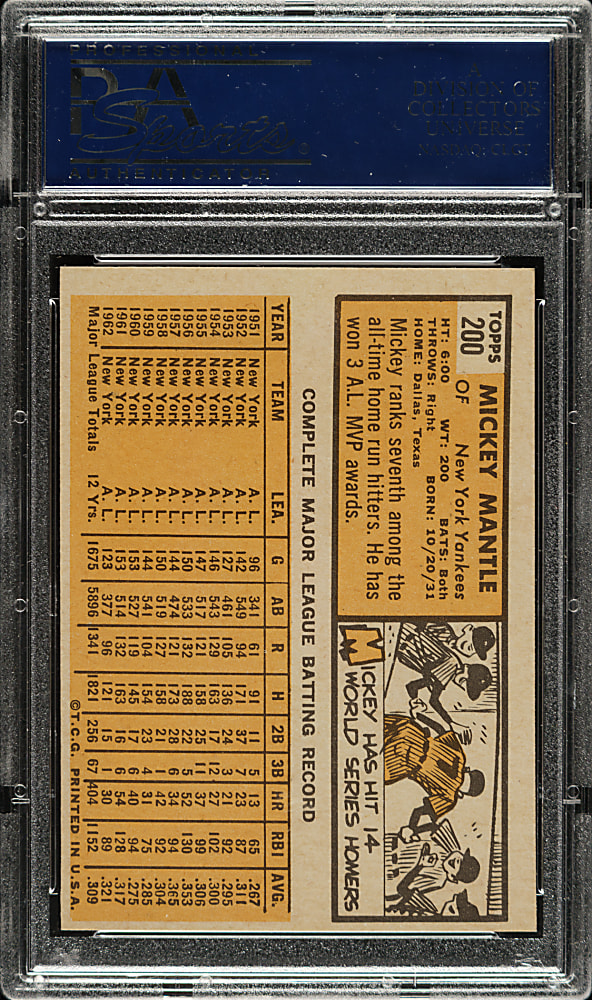 PROFESSIONAL
PSA
Sports
AUTHENTICATOR
A
DIVISION OF
COLLECTORS
UNIVERSE
NASDAQ: CLCT
TOPPS
200
MICKEY MANTLE
OF New York Yankees
HT: 6:00 WT: 200 BATS: Both
THROWS: Right BORN: 10/20/31
HOME: Dallas, Texas
Mickey ranks seventh among the
all-time home run hitters. He has
won 3 A.L. MVP awards.
7
MICKEY HAS HIT 14
WORLD SERIES HOMERS
COMPLETE MAJOR LEAGUE BATTING RECORD
YEAR TEAM LEA. G AB R H 2B 3B HR RBI AVG.
1951 New York A. L. 96 341 61 91 11 5 13 65 .267
1952 New York A. L. 142 549 94 171 37 7 23 87 .311
1953 New York A. L. 127 461 105 136 24 3 21 92 .295
1954 New York A. L. 146 543 129 163 17 12 27 102 .300
1955 New York A. L. 147 517 121 158 25 11 37 99 .306
1956 New York A. L. 150 533 132 188 22 5 52 130 .353
1957 New York A. L. 144 474 121 173 28 6 34 94 .365
1958 New York A. L. 150 519 127 158 21 1 42 97 .304
1959 New York A. L. 144 541 104 154 23 4 31 75 .285
1960 New York A. L. 153 527 119 145 17 6 40 94 .275
1961 New York A. L. 153 514 132 163 16 6 54 128 .317
1962 New York A. L. 123 377 96 121 15 1 30 89 .321
Major League Totals 12 Yrs. 1675 5896 1341 1821 256 67 404 1152 .309
© T.C.G. PRINTED IN U.S.A.